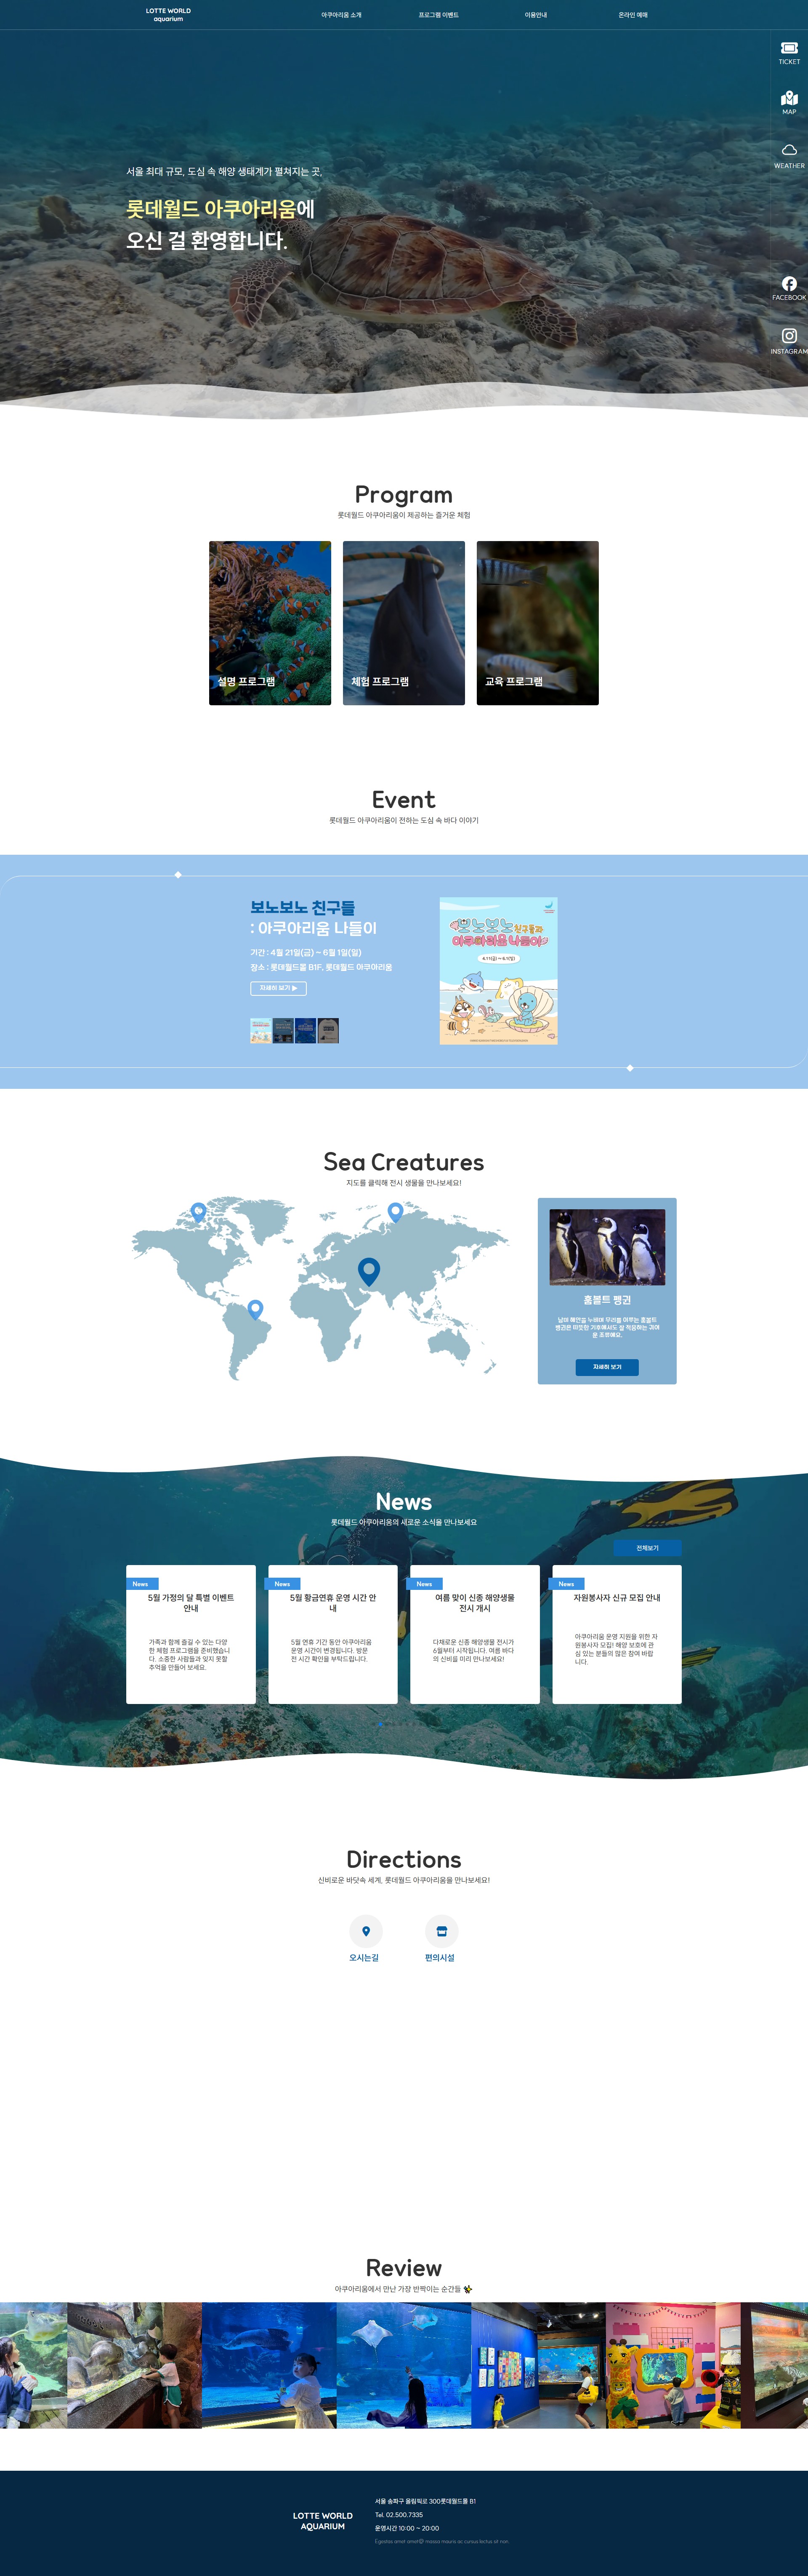 LOTTE WORLD
aquarium
아쿠아리움 소개
프로그램 이벤트
이용안내
온라인 예매
TICKET
MAP
WEATHER
서울 최대 규모, 도심 속 해양 생태계가 펼쳐지는 곳,
롯데월드 아쿠아리움에
오신 걸 환영합니다.
FACEBOOK
INSTAGRAM
Program
롯데월드 아쿠아리움이 제공하는 즐거운 체험
설명 프로그램
체험 프로그램
교육 프로그램
Event
롯데월드 아쿠아리움이 전하는 도심 속 바다 이야기
보노보노 친구들
: 아쿠아리움 나들이
기간 : 4월 21일(금) ~ 6월 1일(일)
장소 : 롯데월드몰 B1F, 롯데월드 아쿠아리움
자세히 보기 ▶
보노보노 친구들과
아쿠아리움 나들이
4.11(금) ~ 6.1(일)
Sea Creatures
지도를 클릭해 전시 생물을 만나보세요!
훔볼트 펭귄
남미 해안을 누비며 무리를 이루는 훔볼트
펭귄은 따뜻한 기후에서도 잘 적응하는 귀여
운 조류예요.
자세히 보기
News
롯데월드 아쿠아리움의 새로운 소식을 만나보세요
전체보기
News
5월 가정의 달 특별 이벤트
안내
가족과 함께 즐길 수 있는 다양
한 체험 프로그램을 준비했습니
다. 소중한 사람들과 잊지 못할
추억을 만들어 보세요.
News
5월 황금연휴 운영 시간 안
내
5월 연휴 기간 동안 아쿠아리움
운영 시간이 변경됩니다. 방문
전 시간 확인을 부탁드립니다.
News
여름 맞이 신종 해양생물
전시 개시
다채로운 신종 해양생물 전시가
6월부터 시작됩니다. 여름 바다
의 신비를 미리 만나보세요!
News
자원봉사자 신규 모집 안내
아쿠아리움 운영 지원을 위한 자
원봉사자 모집! 해양 보호에 관
심 있는 분들의 많은 참여 바랍
니다.
Directions
신비로운 바닷속 세계, 롯데월드 아쿠아리움을 만나보세요!
오시는길
편의시설
Review
아쿠아리움에서 만난 가장 반짝이는 순간들
LOTTE WORLD
AQUARIUM
서울 송파구 올림픽로 300롯데월드몰 B1
Tel. 02.500.7335
운영시간 10:00 ~ 20:00
Egestas amet amet© massa mauris ac cursus lectus sit non.